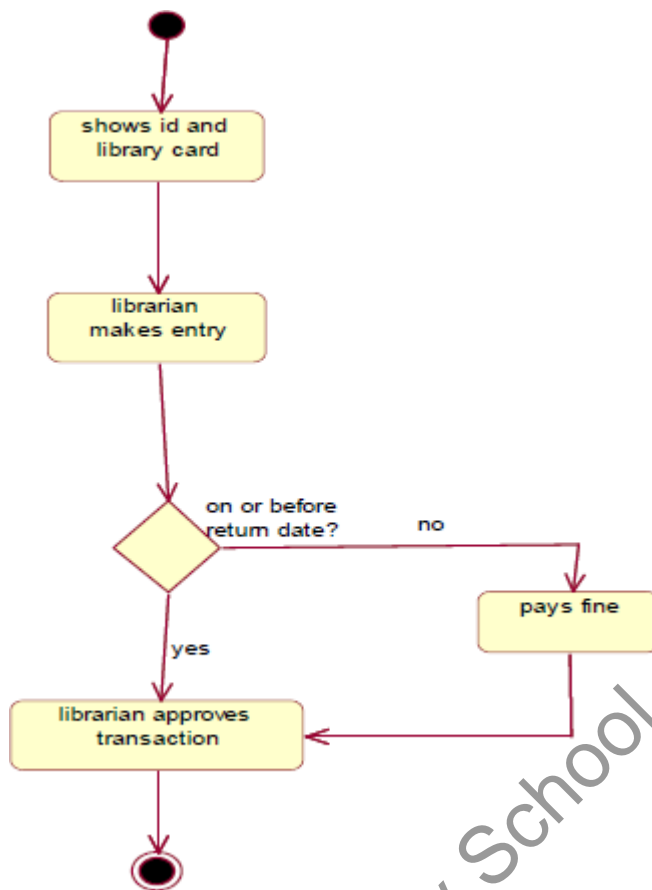 shows id and
library card
librarian
makes entry
on or before
return date?
no
pays fine
yes
librarian approves
transaction
School